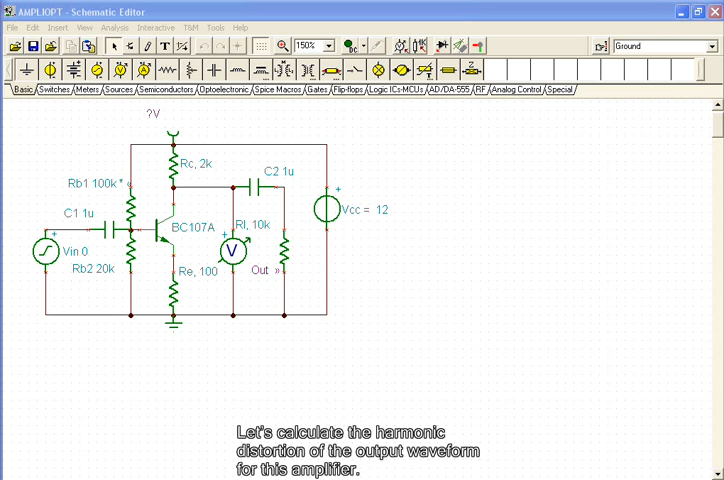 AMPLIOPT - Schematic Editor
File Edit Insert View Analysis Interactive T&M Tools Help
150% DC Ground
Basic Switches Meters Sources Semiconductors Optoelectronic Spice Macros Gates Flip-flops Logic ICs-MCUs AD/DA-555 RF Analog Control Special
?V
Rc, 2k
C2 1u
Rb1 100k*
+
Vcc = 12
C1 1u
BC107A
Rl, 10k
+
+
V
Vin 0
Rb2 20k
Re, 100
Out »
Let's calculate the harmonic
distortion of the output waveform
for this amplifier.